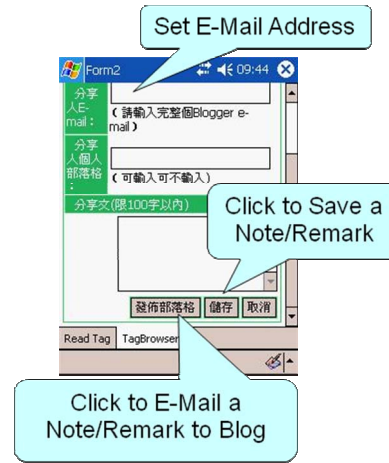 Set E-Mail Address
Form2 09:44
分享
人E-
mail：
(請輸入完整個Blogger e-
mail)
分享
人個人
部落格
：
(可輸入可不輸入)
分享文(限100字以內)
Click to Save a
Note/Remark
發佈部落格 儲存 取消
Read Tag TagBrowser
Click to E-Mail a
Note/Remark to Blog